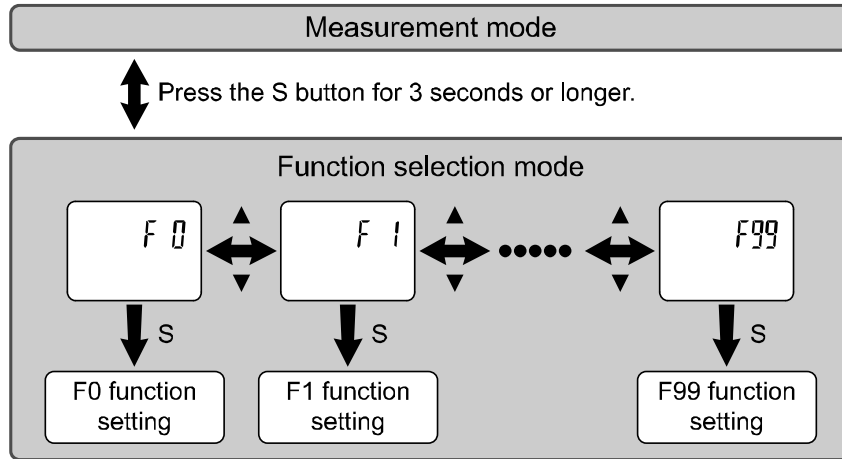 Measurement mode
Press the S button for 3 seconds or longer.
Function selection mode
F 0
▲
▼
F 1
▲
▼
●●●●●
▲
▼
F99
S
S
S
F0 function
setting
F1 function
setting
F99 function
setting